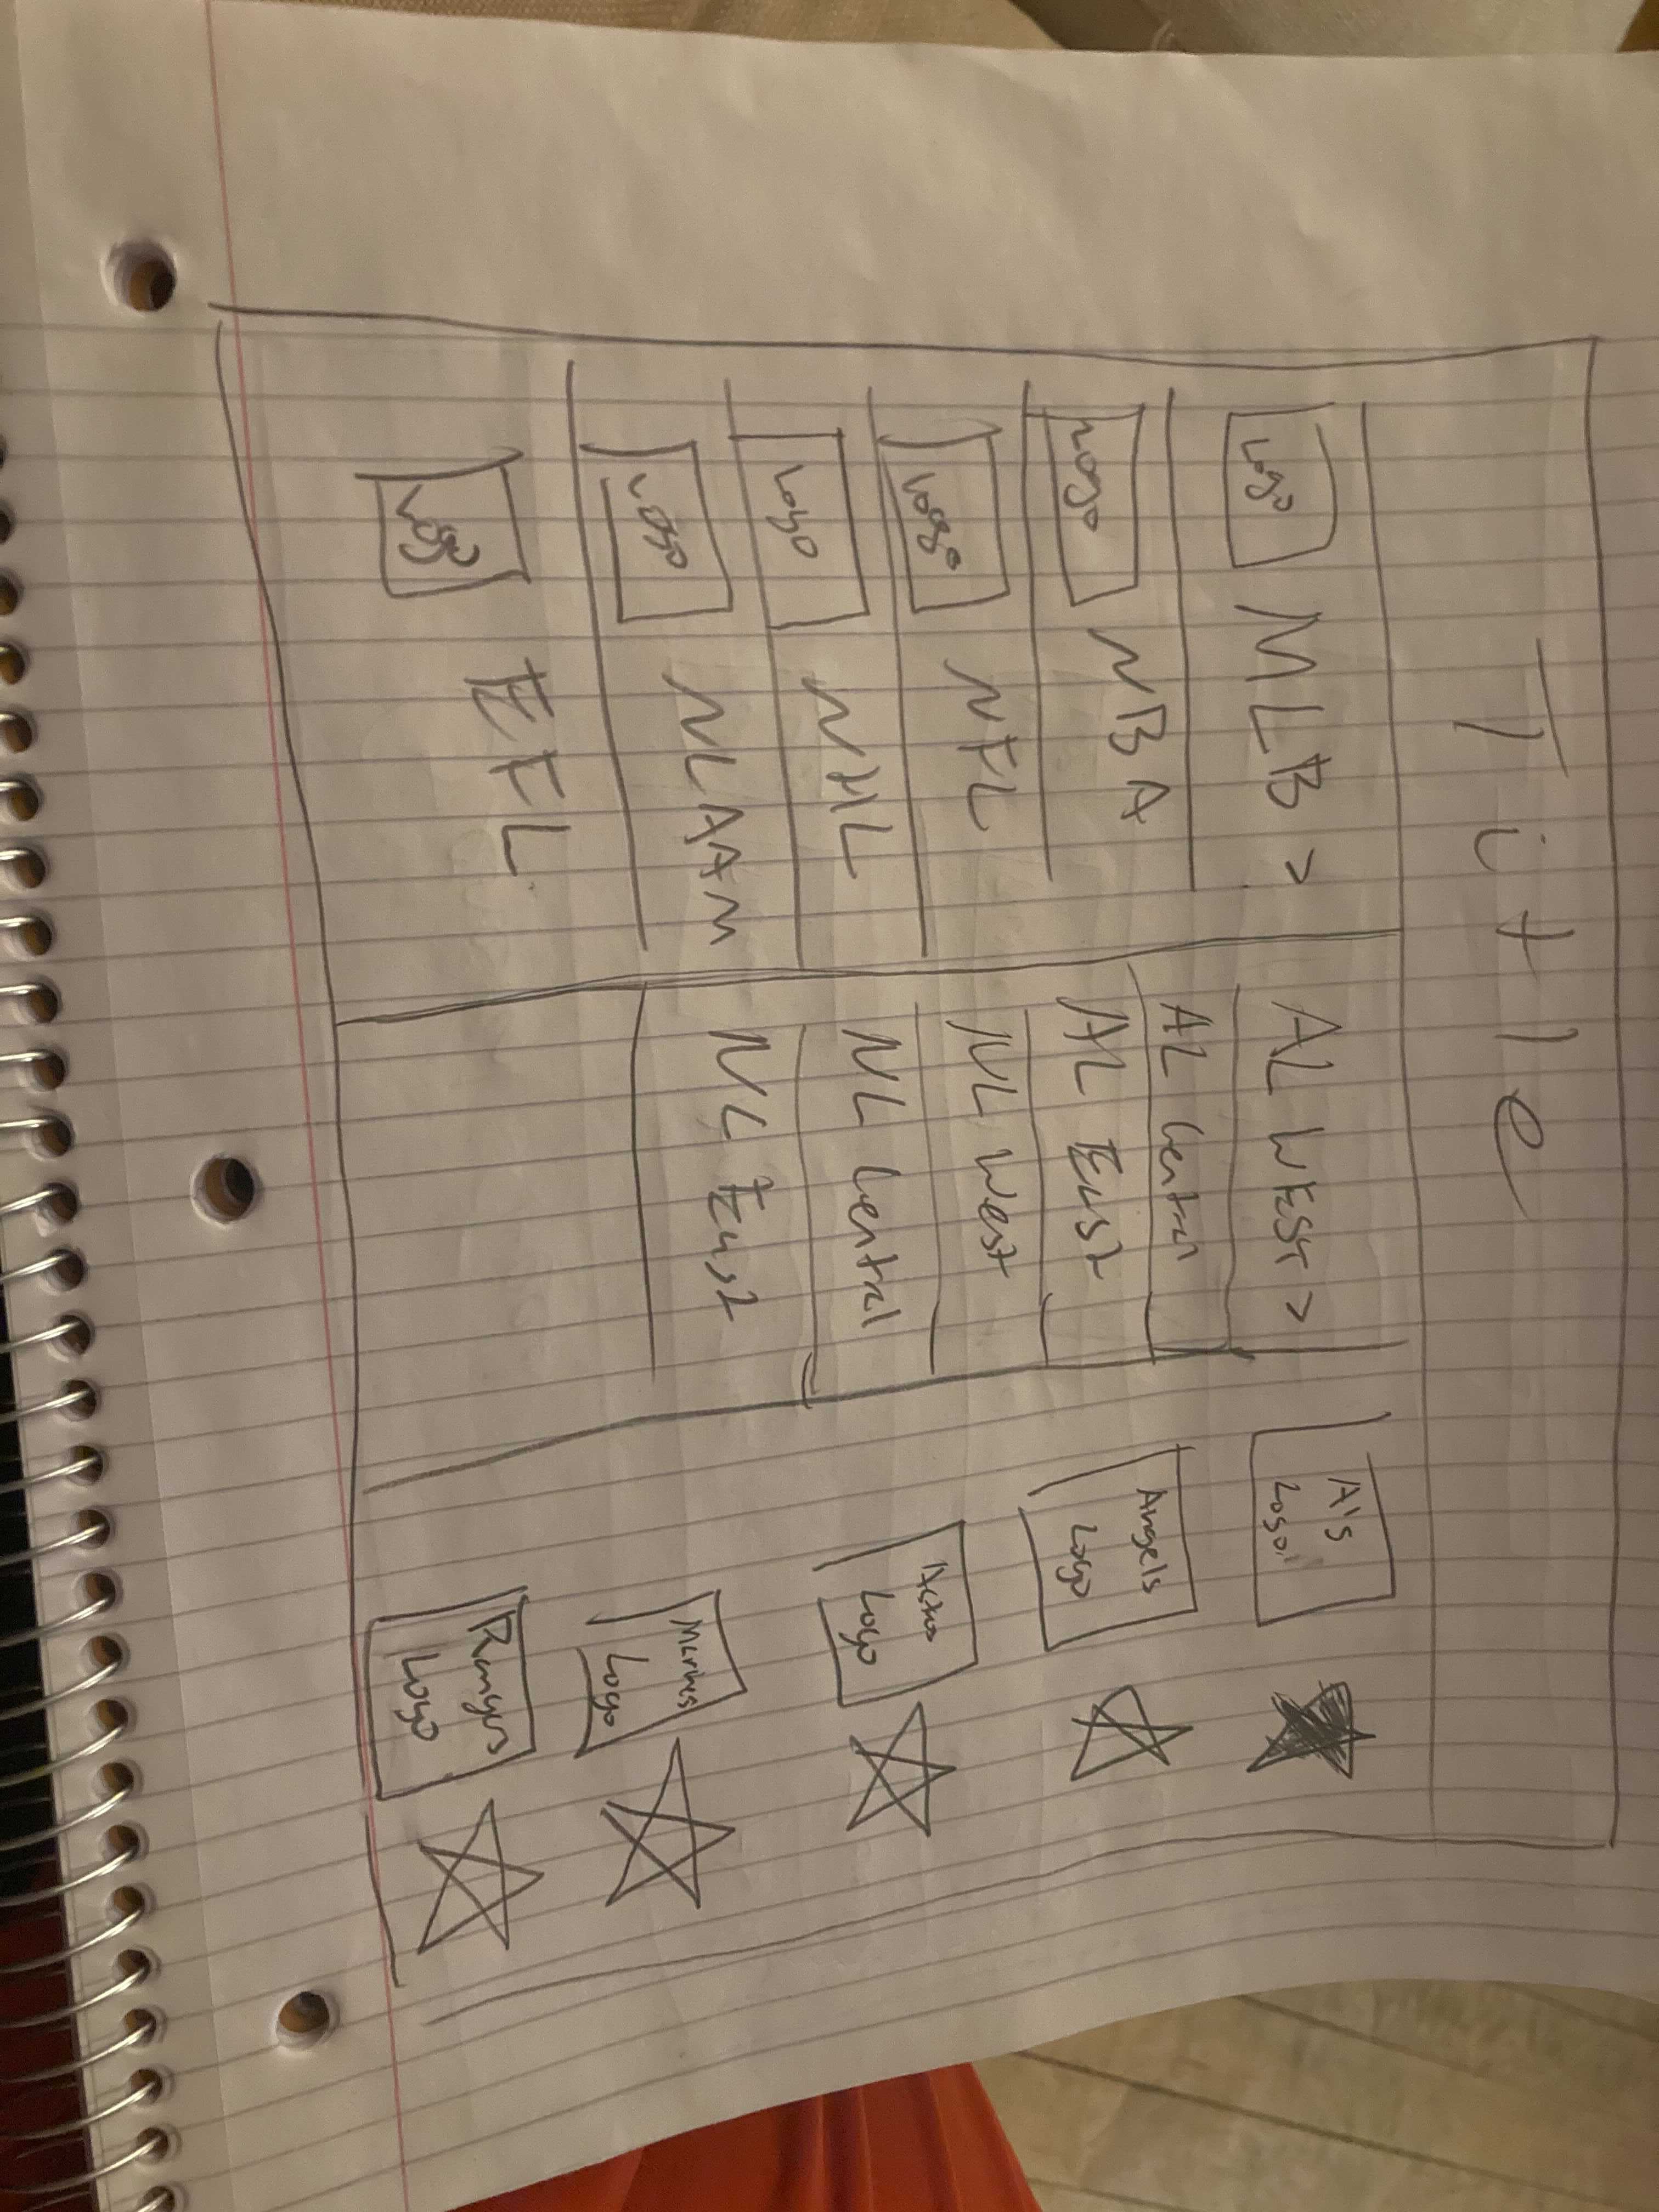 Title
Logo MLB >
Logo NBA
Logo NFL
Logo NHL
Logo NCAAM
Logo EFL
AL WEST >
AL Central
AL East
NL West
NL Central
NL East
A's
Logo
Angels
Logo
Astros
Logo
Logo
Rangers
Logo